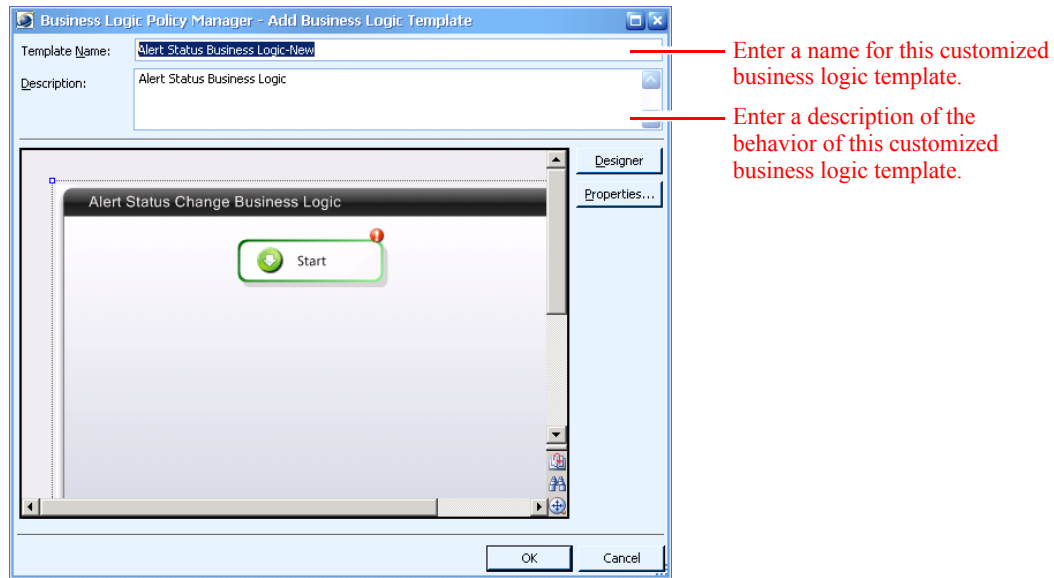 Business Logic Policy Manager - Add Business Logic Template
Template Name:
Alert Status Business Logic-New
Enter a name for this customized
business logic template.
Description:
Alert Status Business Logic
Enter a description of the
behavior of this customized
business logic template.
Designer
Properties...
Alert Status Change Business Logic
Start
OK
Cancel